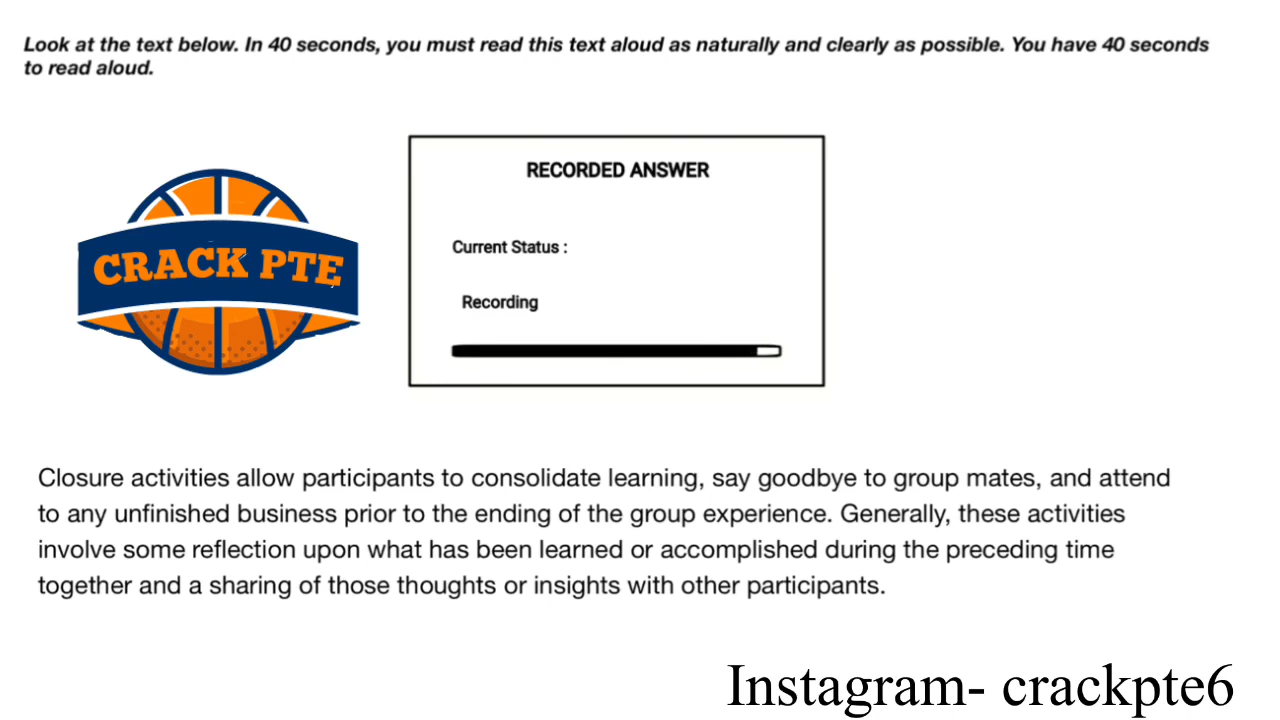 Look at the text below. In 40 seconds, you must read this text aloud as naturally and clearly as possible. You have 40 seconds
to read aloud.
RECORDED ANSWER
CRACK PTE
Current Status :
Recording
Closure activities allow participants to consolidate learning, say goodbye to group mates, and attend
to any unfinished business prior to the ending of the group experience. Generally, these activities
involve some reflection upon what has been learned or accomplished during the preceding time
together and a sharing of those thoughts or insights with other participants.
Instagram- crackpte6